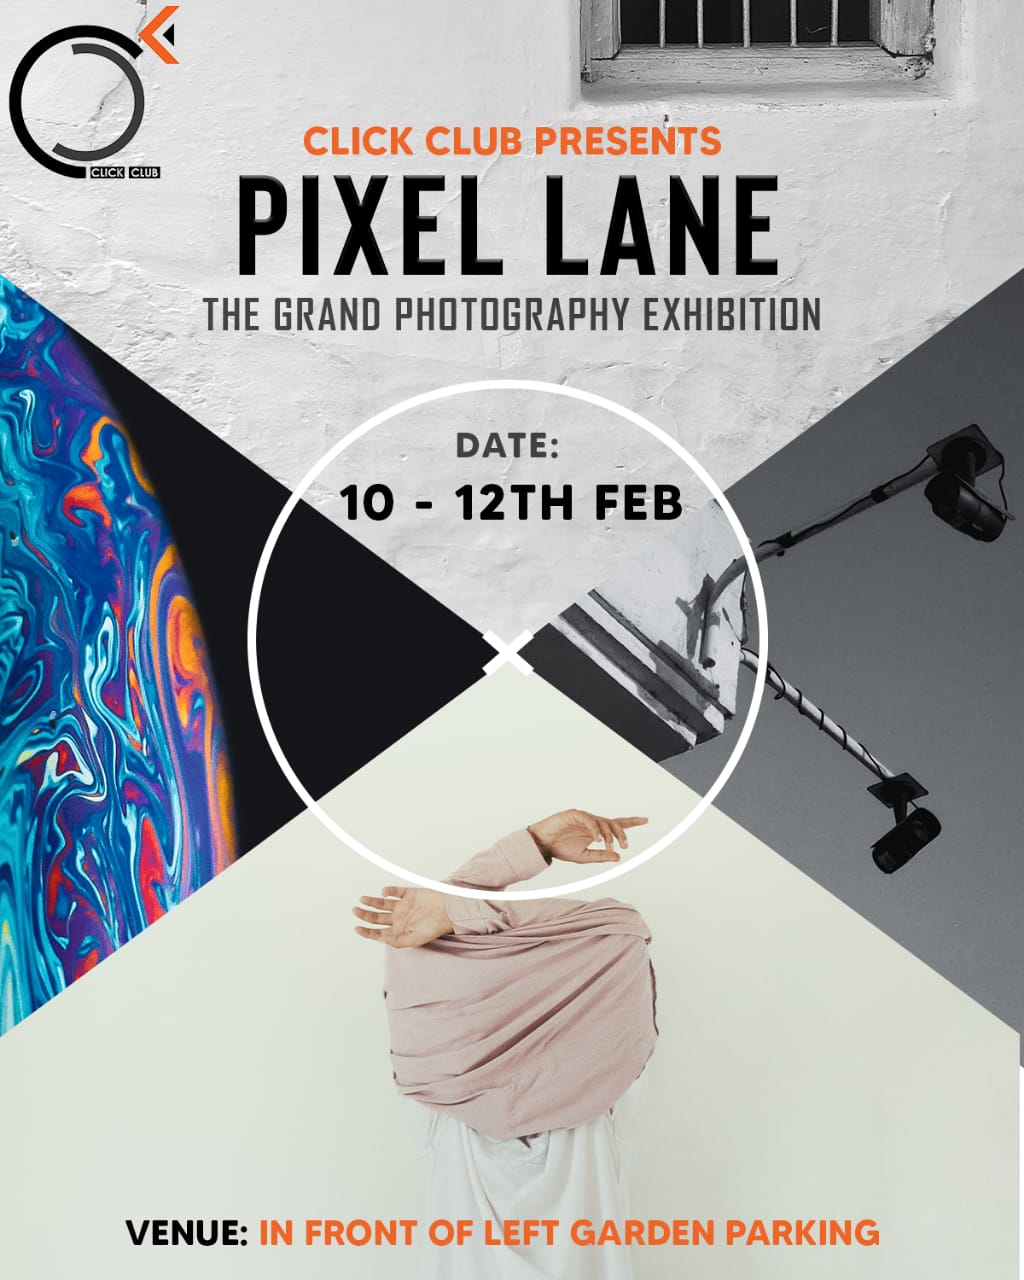 CLICK CLUB
CLICK CLUB PRESENTS
PIXEL LANE
THE GRAND PHOTOGRAPHY EXHIBITION
DATE:
10 - 12TH FEB
VENUE: IN FRONT OF LEFT GARDEN PARKING